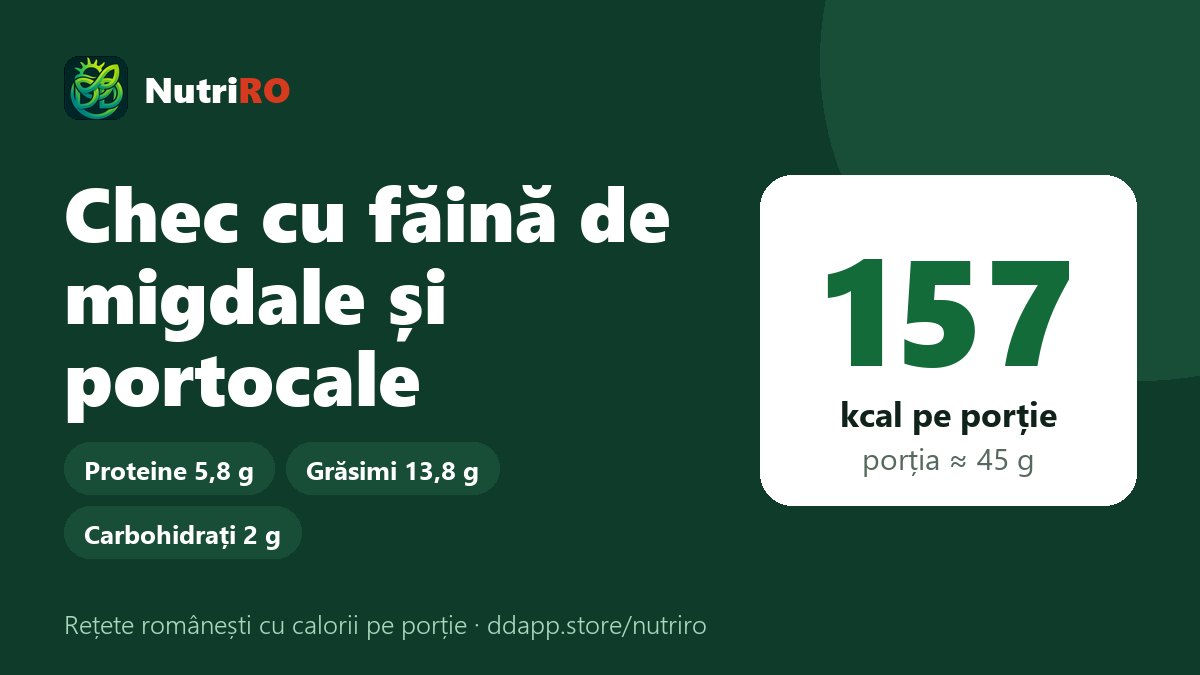 NutriRO
Chec cu făină de
migdale și
portocale
Proteine 5,8 g
Grăsimi 13,8 g
Carbohidrați 2 g
157
kcal pe porție
porția ≈ 45 g
Rețete românești cu calorii pe porție · ddapp.store/nutriro